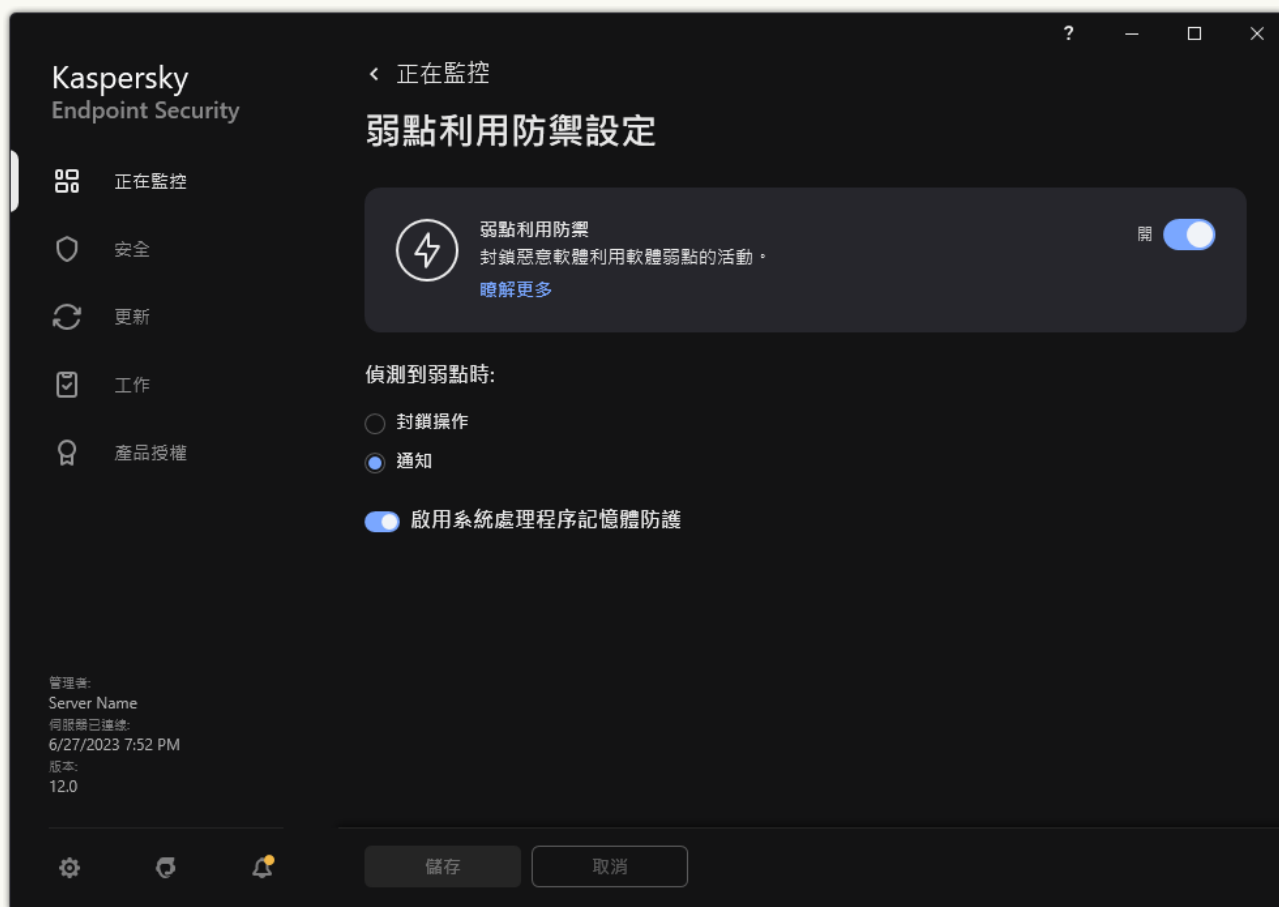 Kaspersky
Endpoint Security
正在監控
安全
更新
工作
產品授權
管理者:
Server Name
伺服器已連線:
6/27/2023 7:52 PM
版本:
12.0
?
正在監控
弱點利用防禦設定
弱點利用防禦
封鎖惡意軟體利用軟體弱點的活動。
瞭解更多
開
偵測到弱點時:
封鎖操作
通知
啟用系統處理程序記憶體防護
儲存
取消